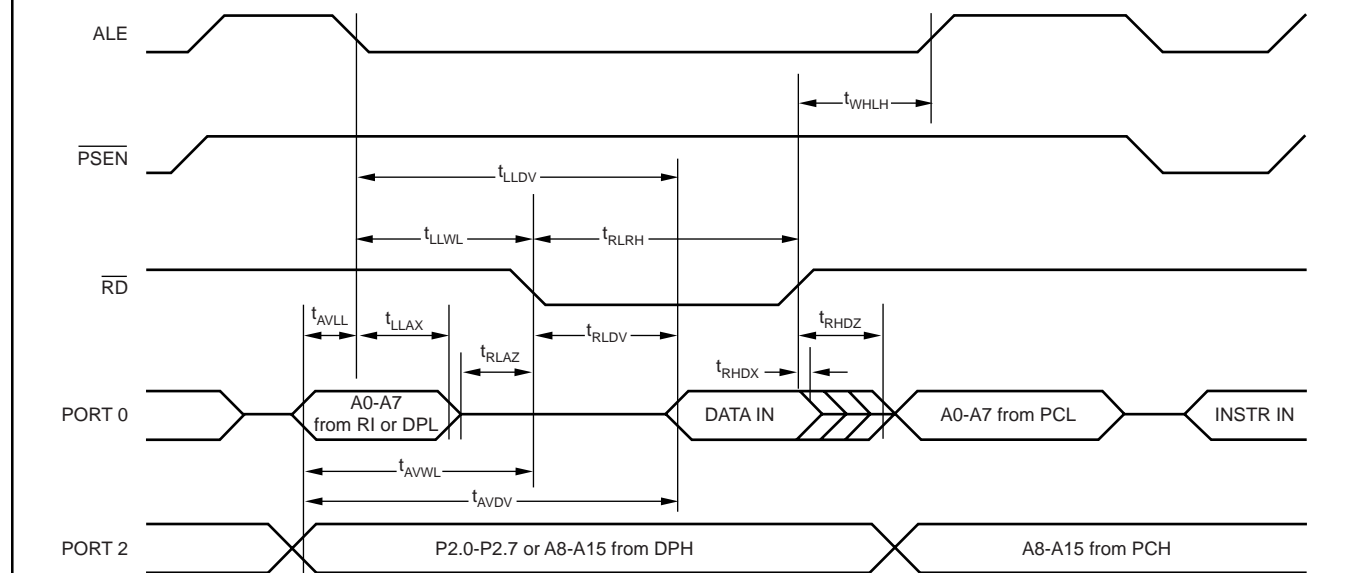 ALE
tWHLH
PSEN
tLLDV
tLLWL
tRLRH
RD
tAVLL
tLLAX
tRLDV
tRHDZ
tRLAZ
tRHDX
PORT 0
A0-A7
from RI or DPL
DATA IN
A0-A7 from PCL
INSTR IN
tAVWL
tAVDV
PORT 2
P2.0-P2.7 or A8-A15 from DPH
A8-A15 from PCH